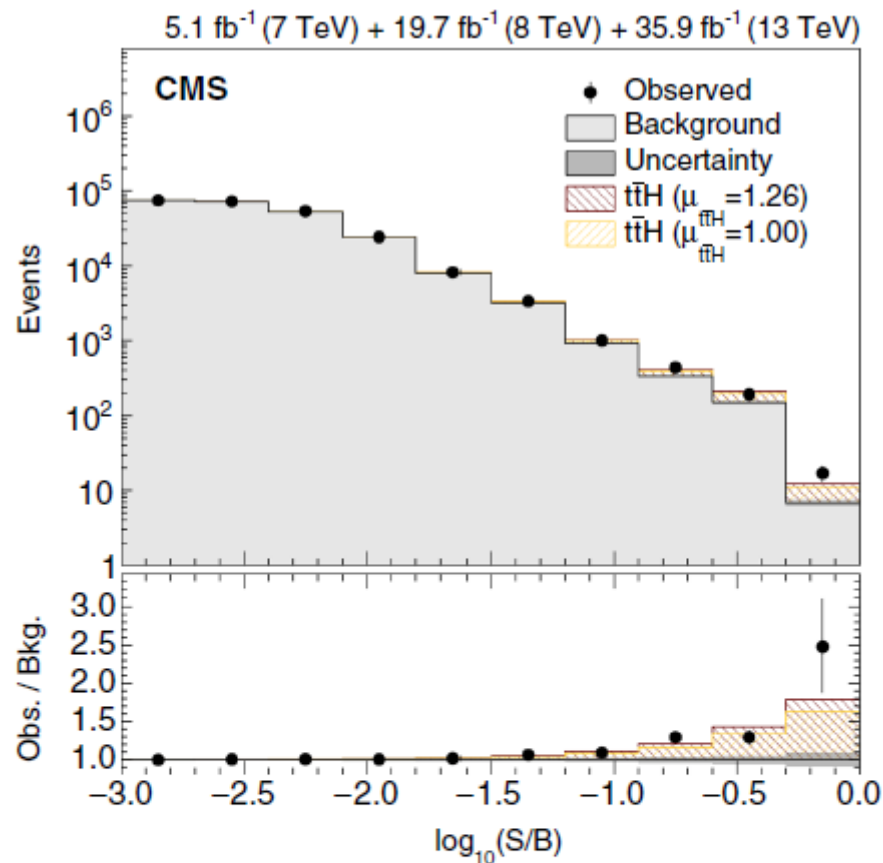 5.1 fb⁻¹ (7 TeV) + 19.7 fb⁻¹ (8 TeV) + 35.9 fb⁻¹ (13 TeV)
CMS
Observed
Background
Uncertainty
tt̄H (μ_tt̄H=1.26)
tt̄H (μ_tt̄H=1.00)
Events
10⁶
10⁵
10⁴
10³
10²
10
1
Obs. / Bkg.
3.0
2.5
2.0
1.5
1.0
−3.0 −2.5 −2.0 −1.5 −1.0 −0.5 0.0
log₁₀(S/B)